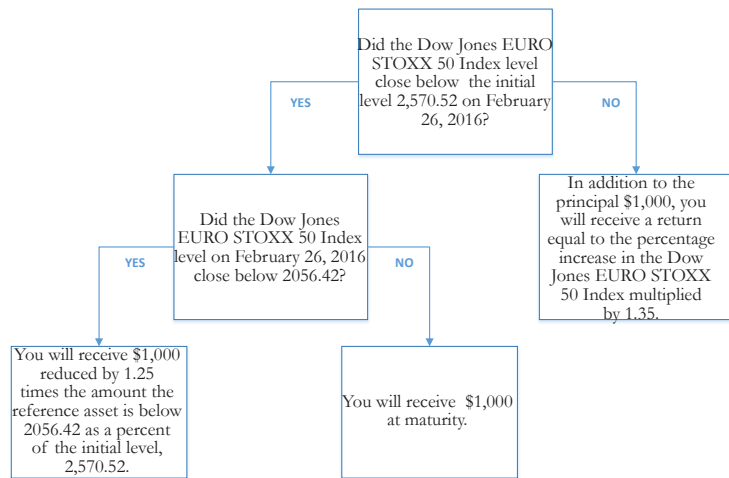 Did the Dow Jones EURO
STOXX 50 Index level
close below the initial
level 2,570.52 on February
26, 2016?
YES
NO
Did the Dow Jones
EURO STOXX 50 Index
level on February 26, 2016
close below 2056.42?
In addition to the
principal $1,000, you
will receive a return
equal to the percentage
increase in the Dow
Jones EURO STOXX
50 Index multiplied
by 1.35.
YES
NO
You will receive $1,000
reduced by 1.25
times the amount the
reference asset is below
2056.42 as a percent
of the initial level,
2,570.52.
You will receive $1,000
at maturity.